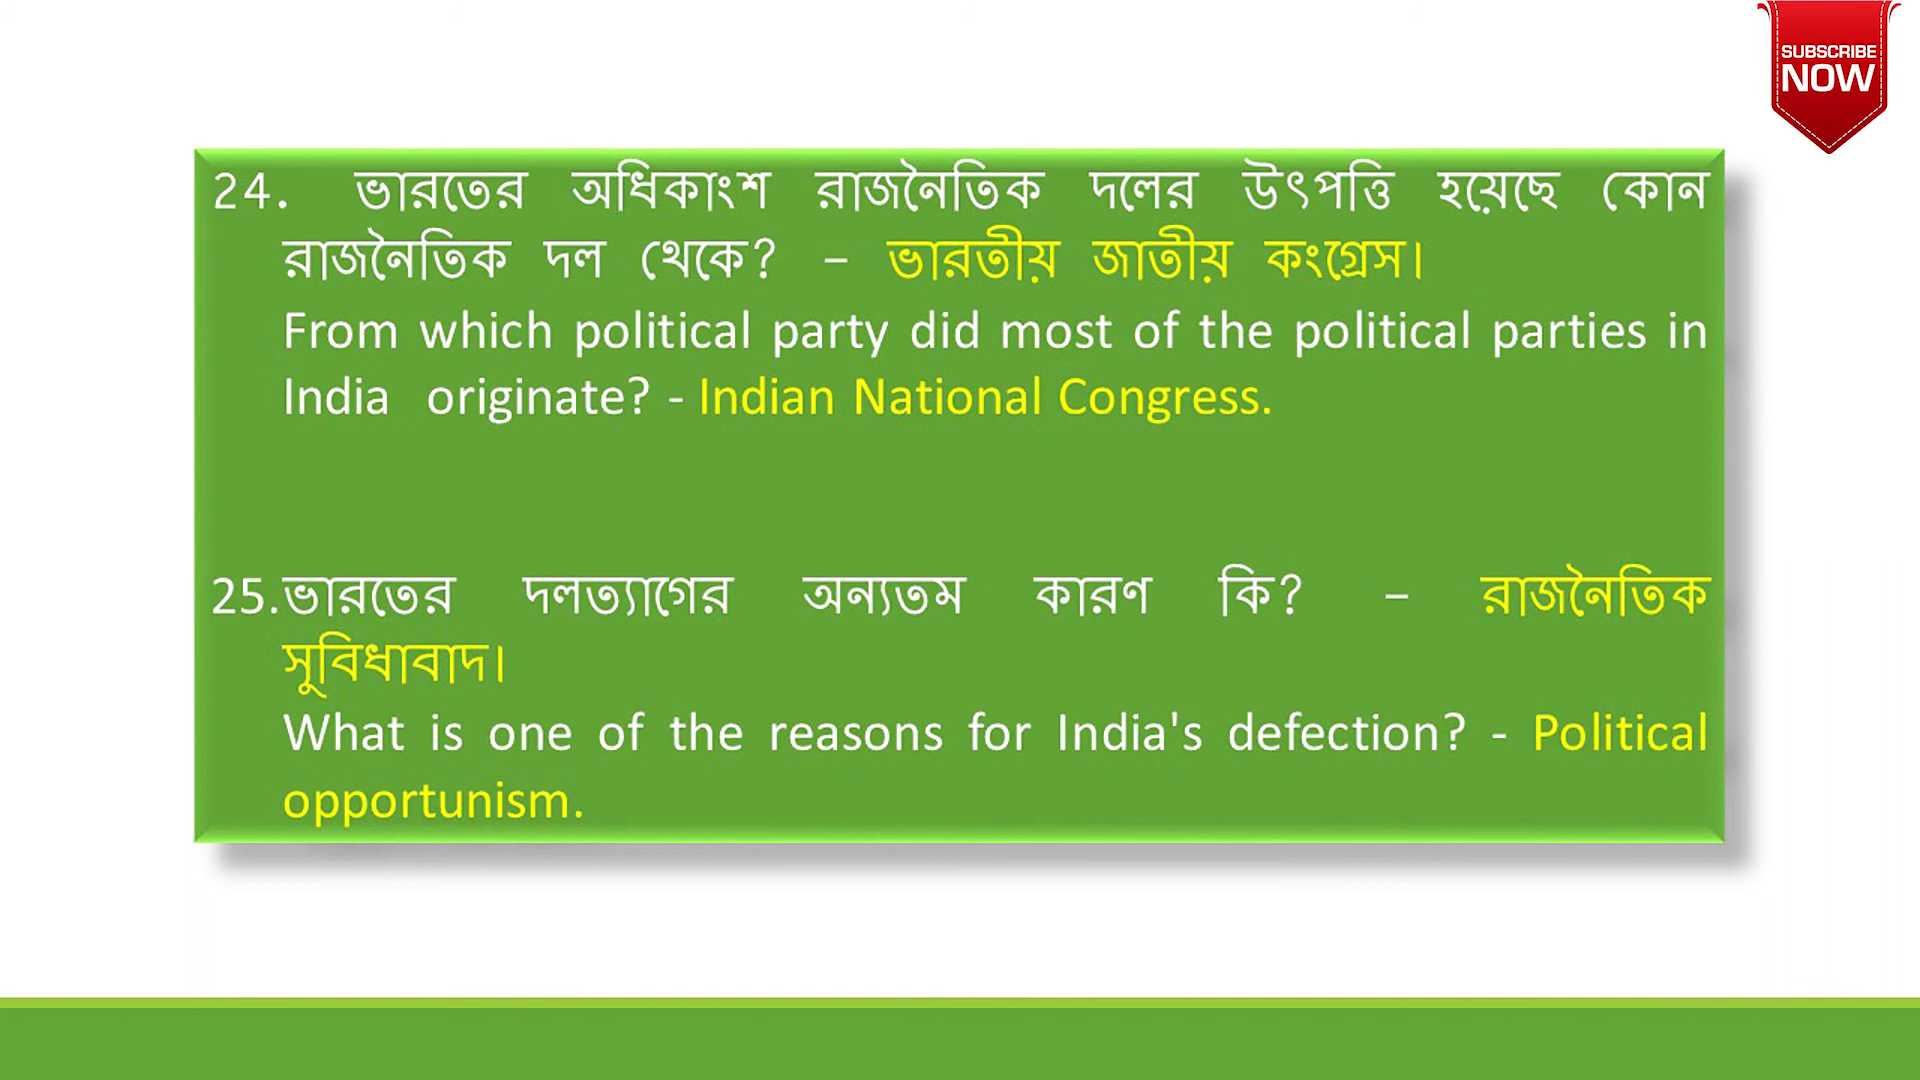 SUBSCRIBE
NOW
24. ভারতের অধিকাংশ রাজনৈতিক দলের উৎপত্তি হয়েছে কোন
রাজনৈতিক দল থেকে? – ভারতীয় জাতীয় কংগ্রেস।
From which political party did most of the political parties in
India originate? - Indian National Congress.
25.ভারতের দলত্যাগের অন্যতম কারণ কি? – রাজনৈতিক
সুবিধাবাদ।
What is one of the reasons for India's defection? - Political
opportunism.